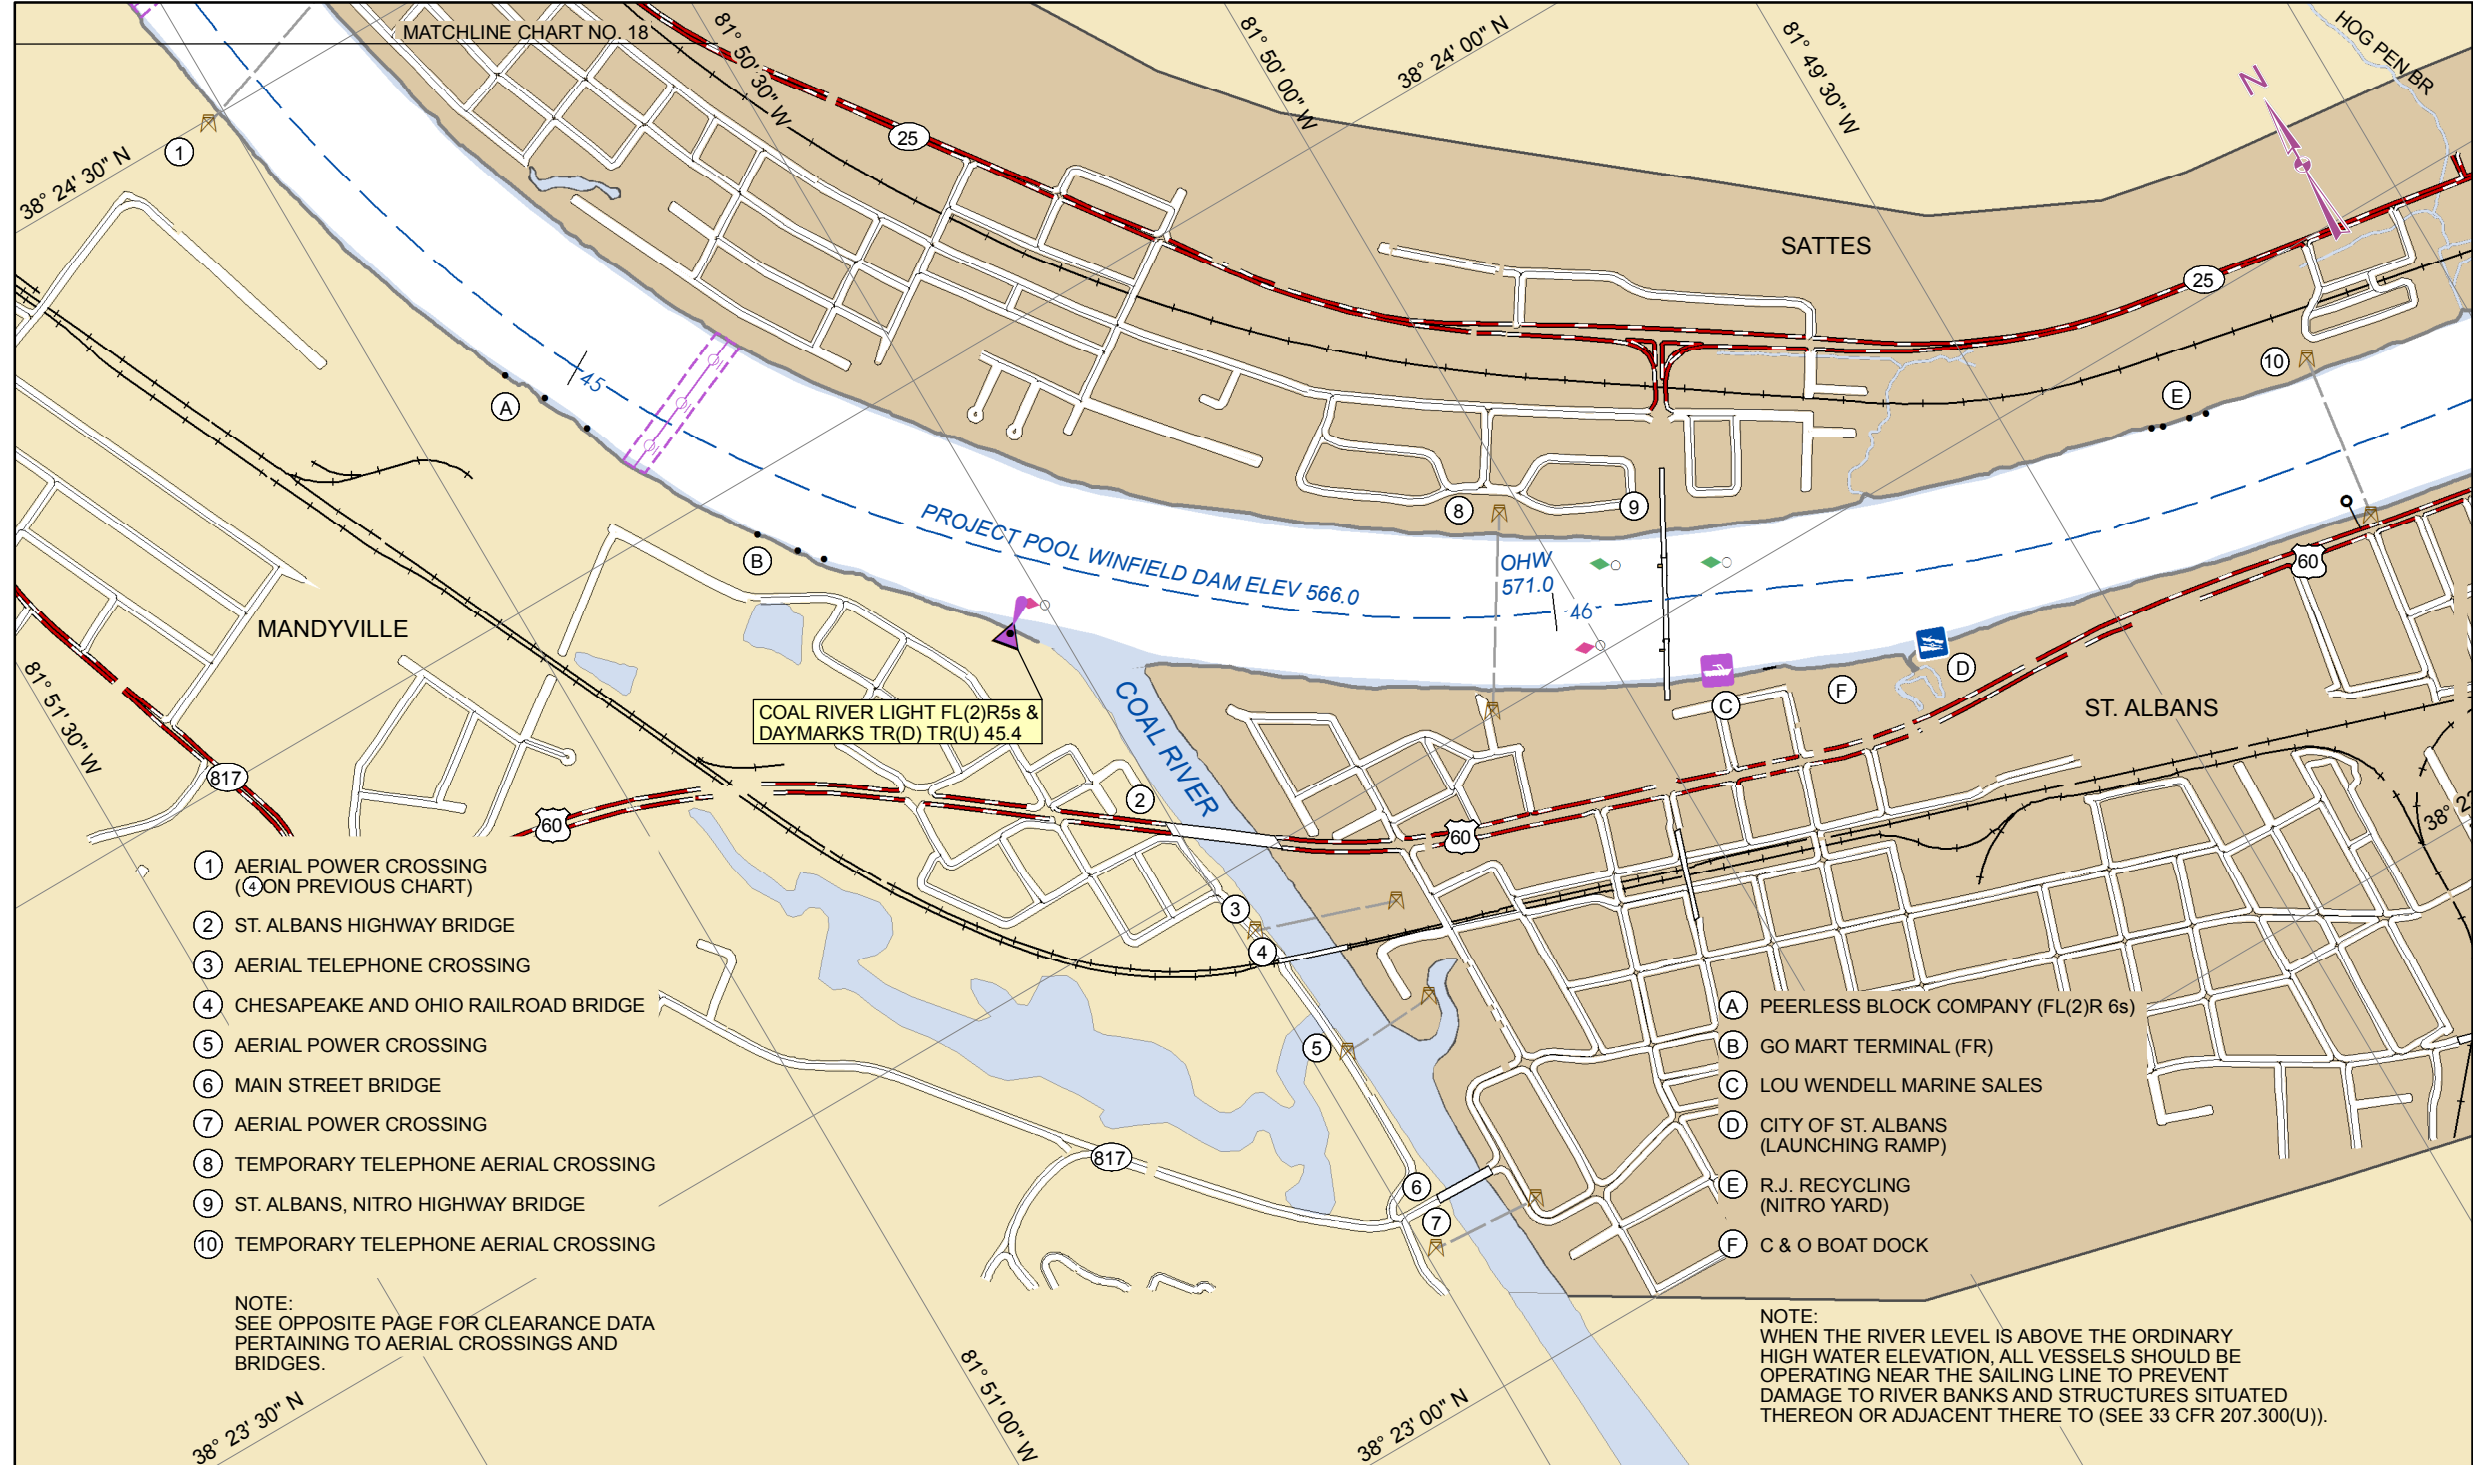 MATCHLINE CHART NO. 18
81° 50' 30" W
81° 50' 00" W
38° 24' 00" N
81° 49' 30" W
HOG PEN BR
N
25
1
38° 24' 30" N
SATTES
25
10
45
A
E
8
9
PROJECT POOL WINFIELD DAM ELEV 566.0
OHW
571.0
46
B
60
MANDYVILLE
D
F
C
ST. ALBANS
81° 51' 30" W
COAL RIVER LIGHT FL(2)R5s &
DAYMARKS TR(D) TR(U) 45.4
COAL RIVER
817
2
60
60
3
4
5
817
6
7
1 AERIAL POWER CROSSING
(4 ON PREVIOUS CHART)
2 ST. ALBANS HIGHWAY BRIDGE
3 AERIAL TELEPHONE CROSSING
4 CHESAPEAKE AND OHIO RAILROAD BRIDGE
5 AERIAL POWER CROSSING
6 MAIN STREET BRIDGE
7 AERIAL POWER CROSSING
8 TEMPORARY TELEPHONE AERIAL CROSSING
9 ST. ALBANS, NITRO HIGHWAY BRIDGE
10 TEMPORARY TELEPHONE AERIAL CROSSING
NOTE:
SEE OPPOSITE PAGE FOR CLEARANCE DATA
PERTAINING TO AERIAL CROSSINGS AND
BRIDGES.
A PEERLESS BLOCK COMPANY (FL(2)R 6s)
B GO MART TERMINAL (FR)
C LOU WENDELL MARINE SALES
D CITY OF ST. ALBANS
(LAUNCHING RAMP)
E R.J. RECYCLING
(NITRO YARD)
F C & O BOAT DOCK
NOTE:
WHEN THE RIVER LEVEL IS ABOVE THE ORDINARY
HIGH WATER ELEVATION, ALL VESSELS SHOULD BE
OPERATING NEAR THE SAILING LINE TO PREVENT
DAMAGE TO RIVER BANKS AND STRUCTURES SITUATED
THEREON OR ADJACENT THERE TO (SEE 33 CFR 207.300(U)).
38° 23' 30" N
81° 51' 00" W
38° 23' 00" N